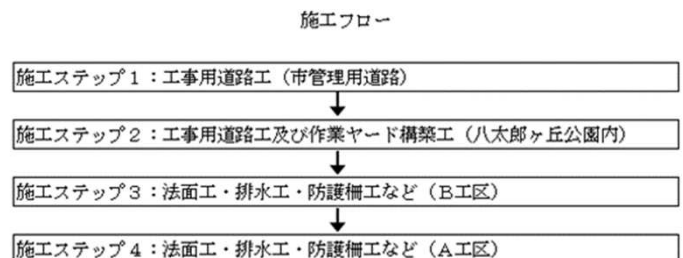 施工フロー
施工ステップ１：工事用道路工（市管理用道路）
施工ステップ２：工事用道路工及び作業ヤード構築工（八太郎ヶ丘公園内）
施工ステップ３：法面工・排水工・防護柵工など（Ｂ工区）
施工ステップ４：法面工・排水工・防護柵工など（Ａ工区）